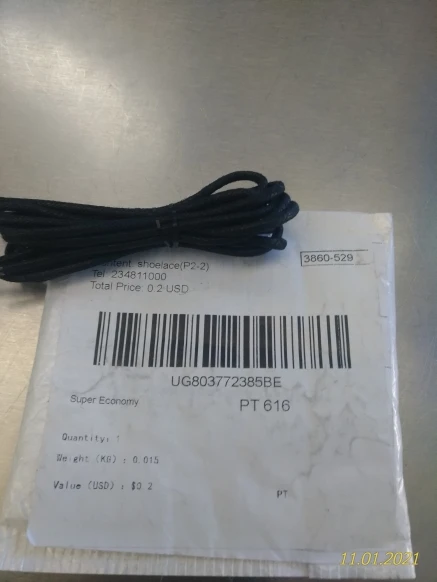 shoelace(P2-2)
3860-529
Tel: 234811000
Total Price: 0.2 USD
UG803772385BE
Super Economy
PT 616
Quantity: 1
Weight (KG) : 0.015
Value (USD) : $0.2
PT
11.01.2021